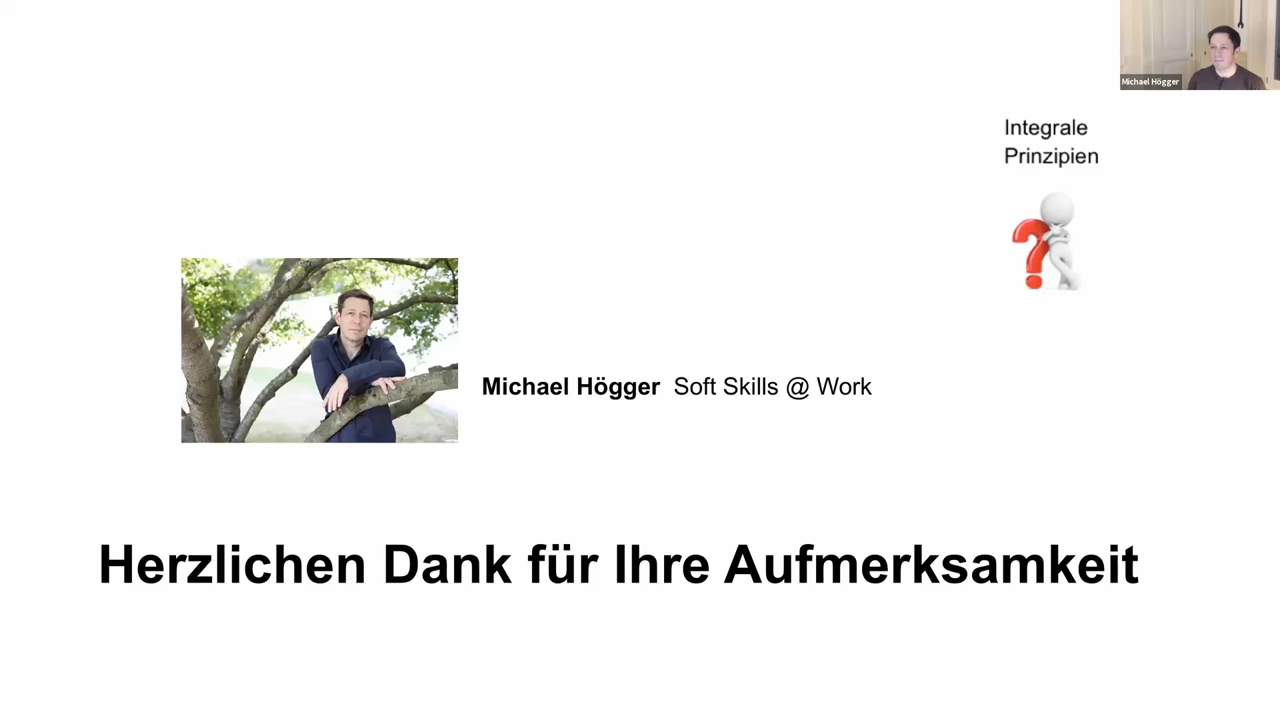 Michael Högger
Integrale
Prinzipien
?
Michael Högger Soft Skills @ Work
Herzlichen Dank für Ihre Aufmerksamkeit